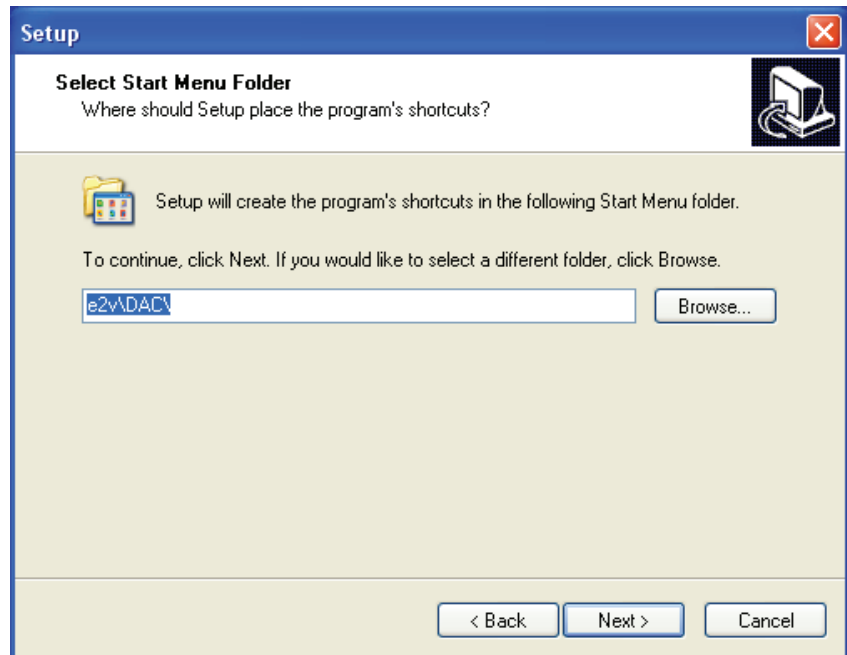 Setup
Select Start Menu Folder
Where should Setup place the program's shortcuts?
Setup will create the program's shortcuts in the following Start Menu folder.
To continue, click Next. If you would like to select a different folder, click Browse.
e2v\DAC\
Browse...
< Back
Next >
Cancel